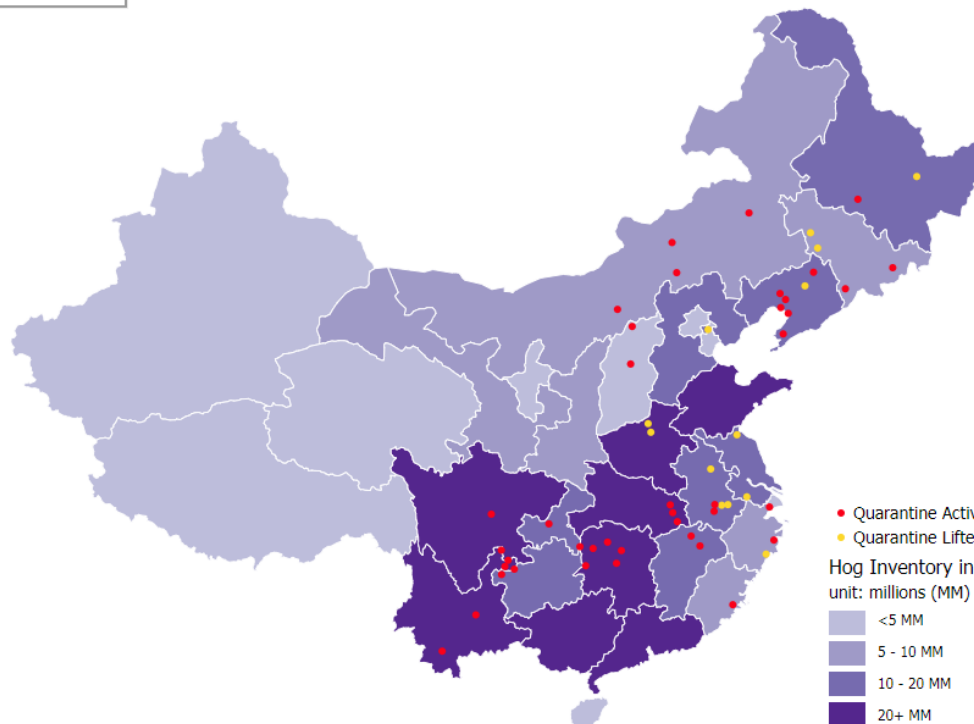 Quarantine Activ
Quarantine Lifte
Hog Inventory in
unit: millions (MM)
<5 MM
5 - 10 MM
10 - 20 MM
20+ MM